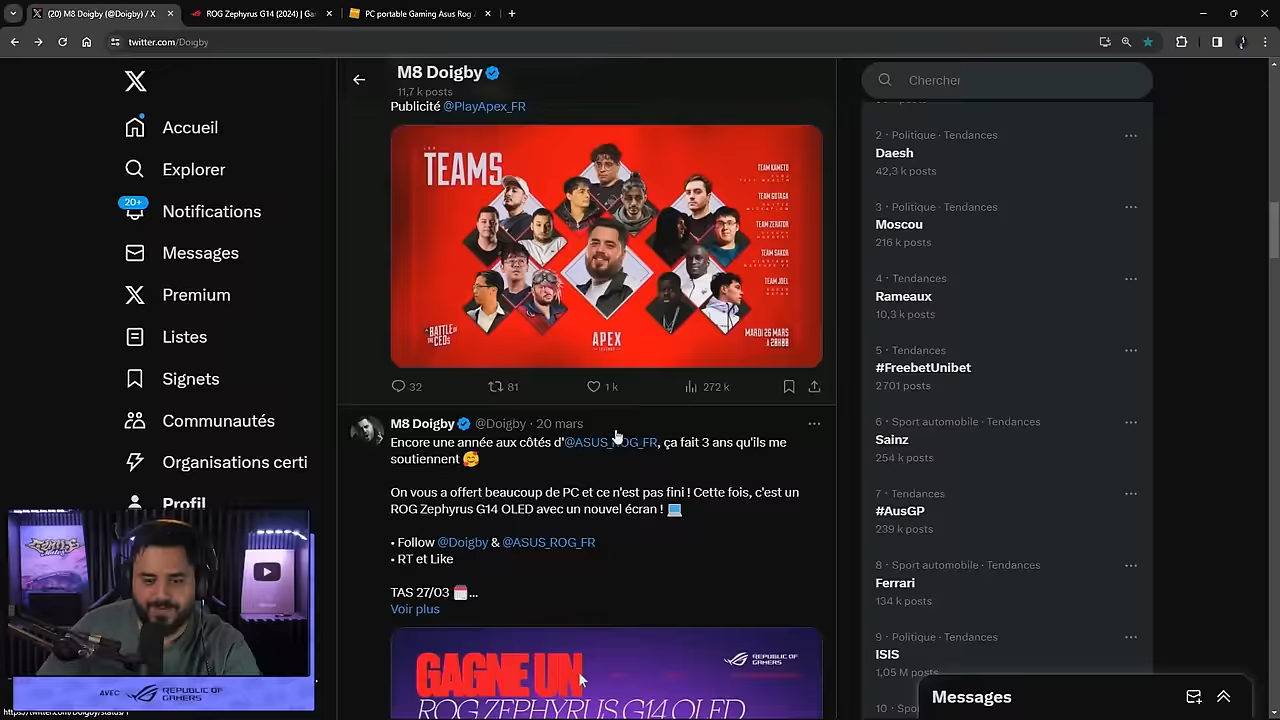 (20) M8 Doigby (@Doigby) / X
ROG Zephyrus G14 (2024) | Ga
PC portable Gaming Asus Rog
twitter.com/Doigby
Accueil
Explorer
20+
Notifications
Messages
Premium
Listes
Signets
Communautés
Organisations certi
Profil
M8 Doigby
11,7 k posts
Publicité @PlayApex_FR
LES
TEAMS
TEAM KAMETO
TEAM GOTAGA
TEAM ZERATOR
TEAM SAKOR
TEAM JOEL
BATTLE OF
THE CEOs
APEX
LEGENDS
MARDI 26 MARS
À 20H00
32
81
1 k
272 k
M8 Doigby @Doigby · 20 mars
Encore une année aux côtés d'@ASUS_ROG_FR, ça fait 3 ans qu'ils me
soutiennent 🥰
On vous a offert beaucoup de PC et ce n'est pas fini ! Cette fois, c'est un
ROG Zephyrus G14 OLED avec un nouvel écran ! 💻
• Follow @Doigby & @ASUS_ROG_FR
• RT et Like
TAS 27/03 🗓️...
Voir plus
GAGNE UN
ROG ZEPHYRUS G14 OLED
REPUBLIC OF
GAMERS
Chercher
2 · Politique · Tendances
Daesh
42,3 k posts
3 · Politique · Tendances
Moscou
216 k posts
4 · Tendances
Rameaux
10,3 k posts
5 · Tendances
#FreebetUnibet
2 701 posts
6 · Sport automobile · Tendances
Sainz
254 k posts
7 · Tendances
#AusGP
239 k posts
8 · Sport automobile · Tendances
Ferrari
134 k posts
9 · Politique · Tendances
ISIS
1,05 M posts
10 · Spo
Messages
AVEC
REPUBLIC OF
GAMERS